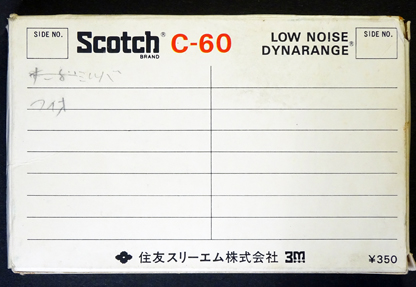 SIDE NO.
Scotch® C-60
BRAND
LOW NOISE
DYNARANGE®
SIDE NO.
住友スリーエム株式会社 3M
¥350